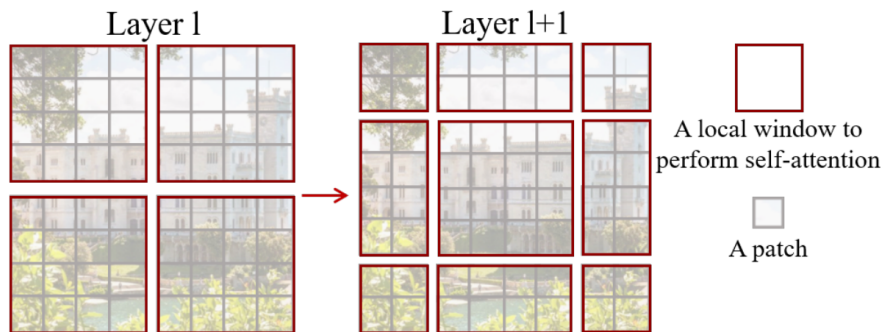 Layer l
Layer l+1
A local window to
perform self-attention
A patch